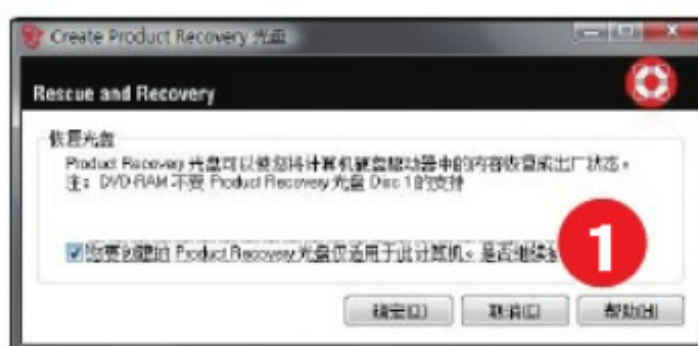 Create Product Recovery 光盘
Rescue and Recovery
恢复光盘
Product Recovery 光盘可以使您将计算机硬盘驱动器中的内容恢复成出厂状态。
注：DVD-RAM 不受 Product Recovery 光盘 Disc 1 的支持
您要创建的 Product Recovery 光盘仅适用于此计算机。是否继续
1
确定(O)
取消(C)
帮助(H)